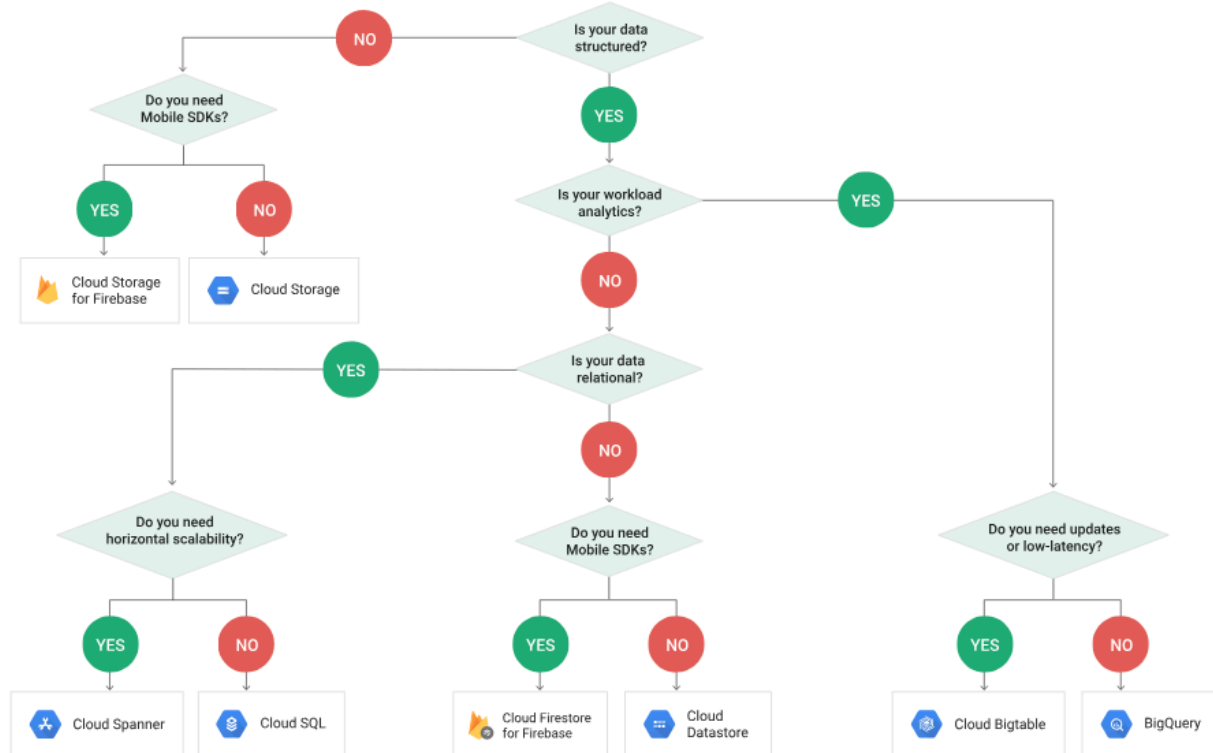 Is your data
structured?
NO
Do you need
Mobile SDKs?
YES
Is your workload
analytics?
YES
YES
NO
NO
Cloud Storage
for Firebase
Cloud Storage
Is your data
relational?
YES
NO
Do you need
horizontal scalability?
Do you need
Mobile SDKs?
Do you need updates
or low-latency?
YES
NO
YES
NO
YES
NO
Cloud Spanner
Cloud SQL
Cloud Firestore
for Firebase
Cloud
Datastore
Cloud Bigtable
BigQuery